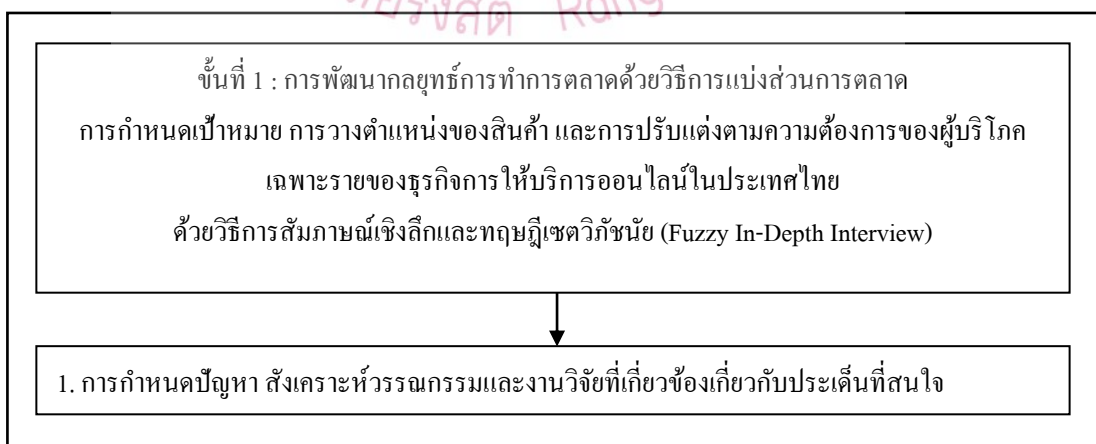 ขั้นที่ 1 : การพัฒนากลยุทธ์การทำการตลาดด้วยวิธีการแบ่งส่วนการตลาด
การกำหนดเป้าหมาย การวางตำแหน่งของสินค้า และการปรับแต่งตามความต้องการของผู้บริโภค
เฉพาะรายของธุรกิจการให้บริการออนไลน์ในประเทศไทย
ด้วยวิธีการสัมภาษณ์เชิงลึกและทฤษฎีเซตวิภัชนัย (Fuzzy In-Depth Interview)
1. การกำหนดปัญหา สังเคราะห์วรรณกรรมและงานวิจัยที่เกี่ยวข้องเกี่ยวกับประเด็นที่สนใจ